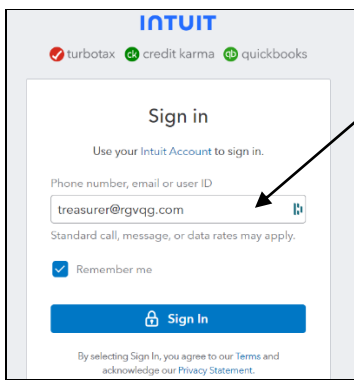 INTUIT
turbotax ck credit karma qb quickbooks
Sign in
Use your Intuit Account to sign in.
Phone number, email or user ID
treasurer@rgvqg.com
Standard call, message, or data rates may apply.
Remember me
Sign In
By selecting Sign In, you agree to our Terms and
acknowledge our Privacy Statement.